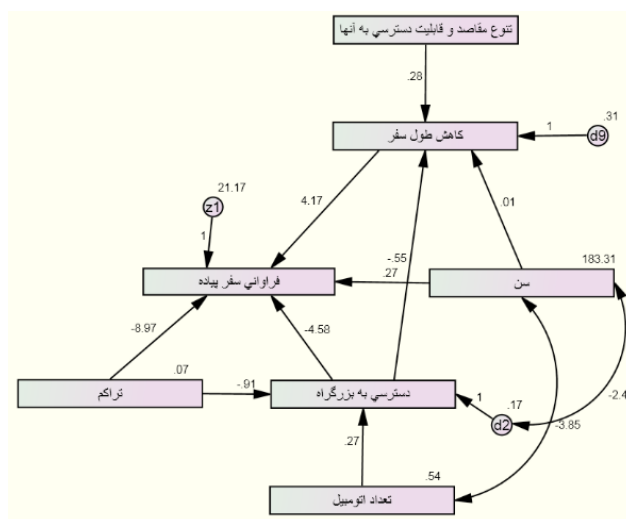 تنوع مقاصد و قابليت دسترسي به آنها
.28
.31
كاهش طول سفر
1
d9
21.17
z1
4.17
.01
1
-.55
183.31
.27
فراواني سفر پياده
سن
-8.97
-4.58
.07
-.91
تراكم
دسترسي به بزرگراه
1
.17
d2
-2.4
-3.85
.27
.54
تعداد اتومبيل